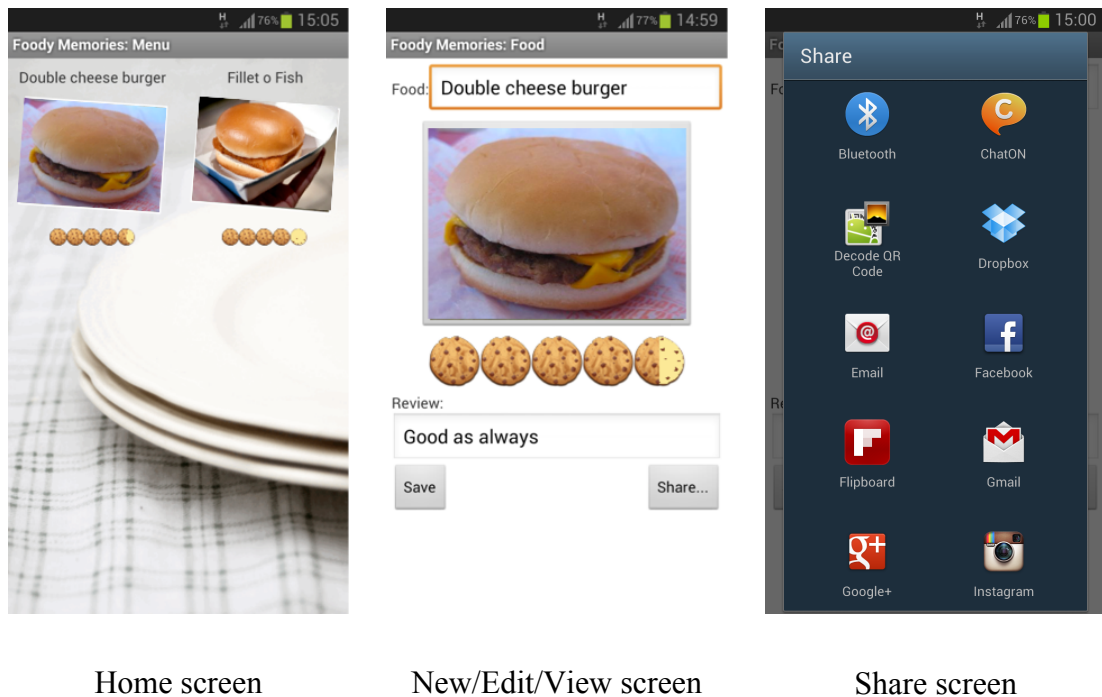 H 76% 15:05
Foody Memories: Menu
Double cheese burger
Fillet o Fish
H 77% 14:59
Foody Memories: Food
Food: Double cheese burger
Review:
Good as always
Save
Share...
H 76% 15:00
Share
Bluetooth
ChatON
Decode QR
Code
Dropbox
Email
Facebook
Flipboard
Gmail
Google+
Instagram
Home screen
New/Edit/View screen
Share screen